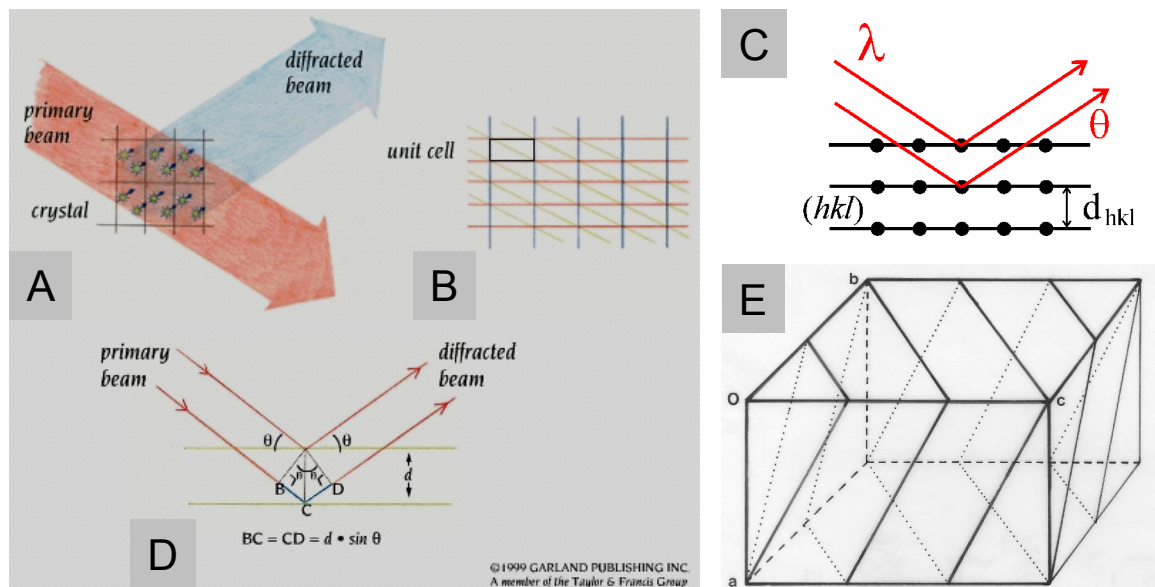 primary
beam
diffracted
beam
crystal
A
unit cell
B
C
λ
θ
(hkl)
d hkl
primary
beam
diffracted
beam
θ
θ
d
B
θ
θ
D
C
BC = CD = d • sin θ
D
©1999 GARLAND PUBLISHING INC.
A member of the Taylor & Francis Group
E
b
O
c
a